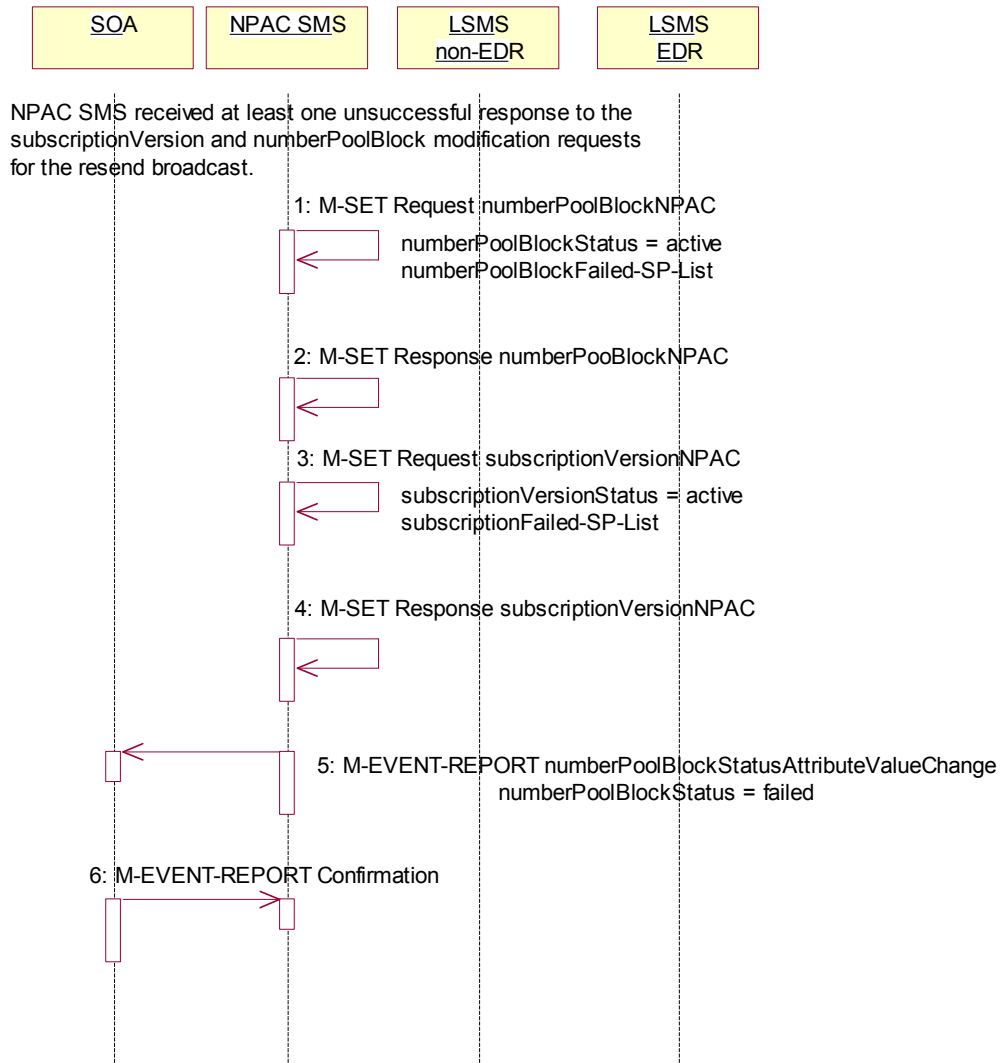 SOA
NPAC SMS
LSMS
non-EDR
LSMS
EDR
NPAC SMS received at least one unsuccessful response to the
subscriptionVersion and numberPoolBlock modification requests
for the resend broadcast.
1: M-SET Request numberPoolBlockNPAC
numberPoolBlockStatus = active
numberPoolBlockFailed-SP-List
2: M-SET Response numberPooBlockNPAC
3: M-SET Request subscriptionVersionNPAC
subscriptionVersionStatus = active
subscriptionFailed-SP-List
4: M-SET Response subscriptionVersionNPAC
5: M-EVENT-REPORT numberPoolBlockStatusAttributeValueChange
numberPoolBlockStatus = failed
6: M-EVENT-REPORT Confirmation